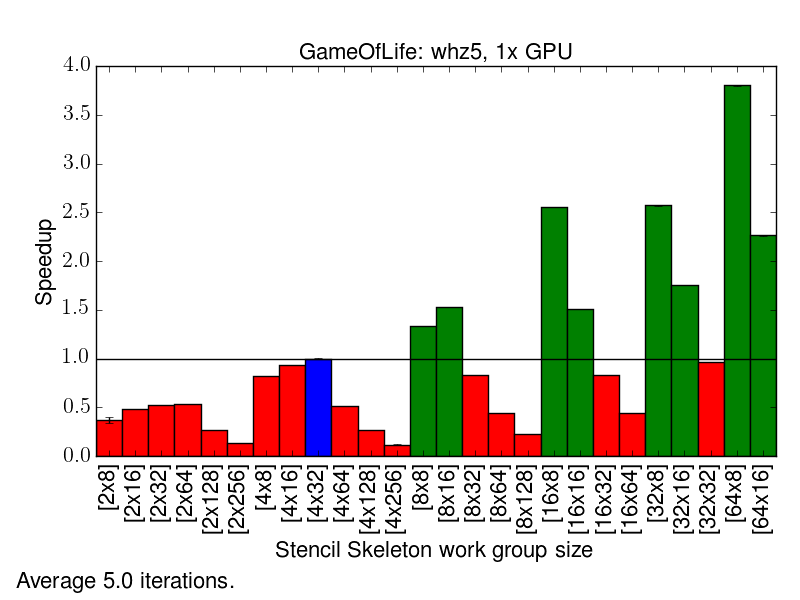 GameOfLife: whz5, 1x GPU
4.0
3.5
3.0
2.5
2.0
1.5
1.0
0.5
0.0
Speedup
[2x8]
[2x16]
[2x32]
[2x64]
[2x128]
[2x256]
[4x8]
[4x16]
[4x32]
[4x64]
[4x128]
[4x256]
[8x8]
[8x16]
[8x32]
[8x64]
[8x128]
[16x8]
[16x16]
[16x32]
[16x64]
[32x8]
[32x16]
[32x32]
[64x8]
[64x16]
Stencil Skeleton work group size
Average 5.0 iterations.